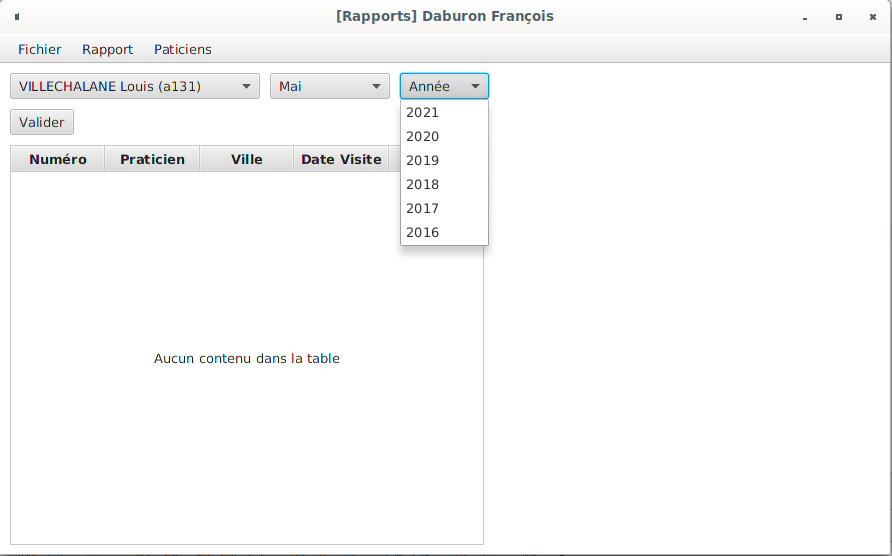 [Rapports] Daburon François
Fichier Rapport Paticiens
VILLECHALANE Louis (a131) Mai Année
2021
2020
2019
2018
2017
2016
Valider
Numéro Praticien Ville Date Visite
Aucun contenu dans la table